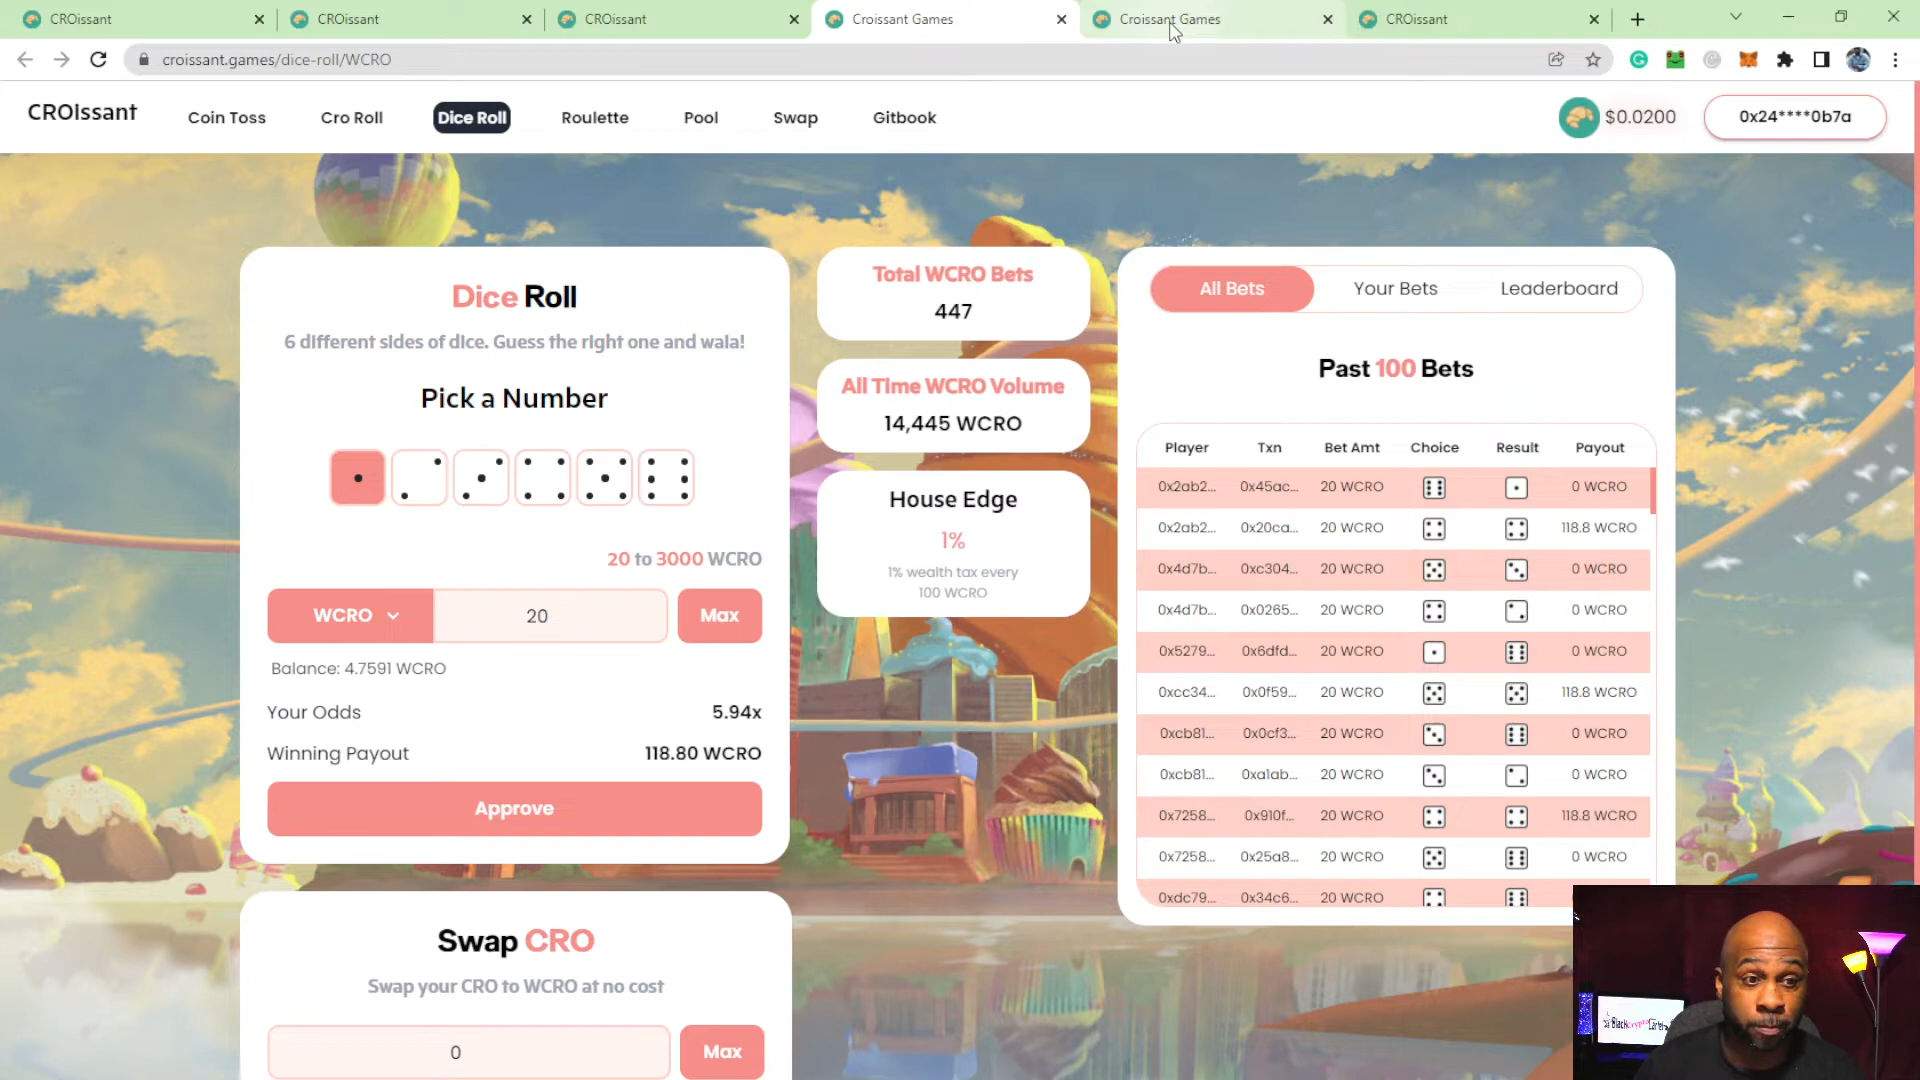 CROissant
CROissant
CROissant
Croissant Games
Croissant Games
CROissant
croissant.games/dice-roll/WCRO
CROIssant
Coin Toss
Cro Roll
Dice Roll
Roulette
Pool
Swap
Gitbook
$0.0200
0x24****0b7a
Dice Roll
6 different sides of dice. Guess the right one and wala!
Pick a Number
20 to 3000 WCRO
WCRO
20
Max
Balance: 4.7591 WCRO
Your Odds 5.94x
Winning Payout 118.80 WCRO
Approve
Swap CRO
Swap your CRO to WCRO at no cost
0
Max
Total WCRO Bets
447
All Time WCRO Volume
14,445 WCRO
House Edge
1%
1% wealth tax every
100 WCRO
All Bets
Your Bets
Leaderboard
Past 100 Bets
Player Txn Bet Amt Choice Result Payout
0x2ab2... 0x45ac... 20 WCRO 0 WCRO
0x2ab2... 0x20ca... 20 WCRO 118.8 WCRO
0x4d7b... 0xc304... 20 WCRO 0 WCRO
0x4d7b... 0x0265... 20 WCRO 0 WCRO
0x5279... 0x6dfd... 20 WCRO 0 WCRO
0xcc34... 0x0f59... 20 WCRO 118.8 WCRO
0xcb81... 0x0cf3... 20 WCRO 0 WCRO
0xcb81... 0xa1ab... 20 WCRO 0 WCRO
0x7258... 0x910f... 20 WCRO 118.8 WCRO
0x7258... 0x25a8... 20 WCRO 0 WCRO
0xdc79... 0x34c6... 20 WCRO